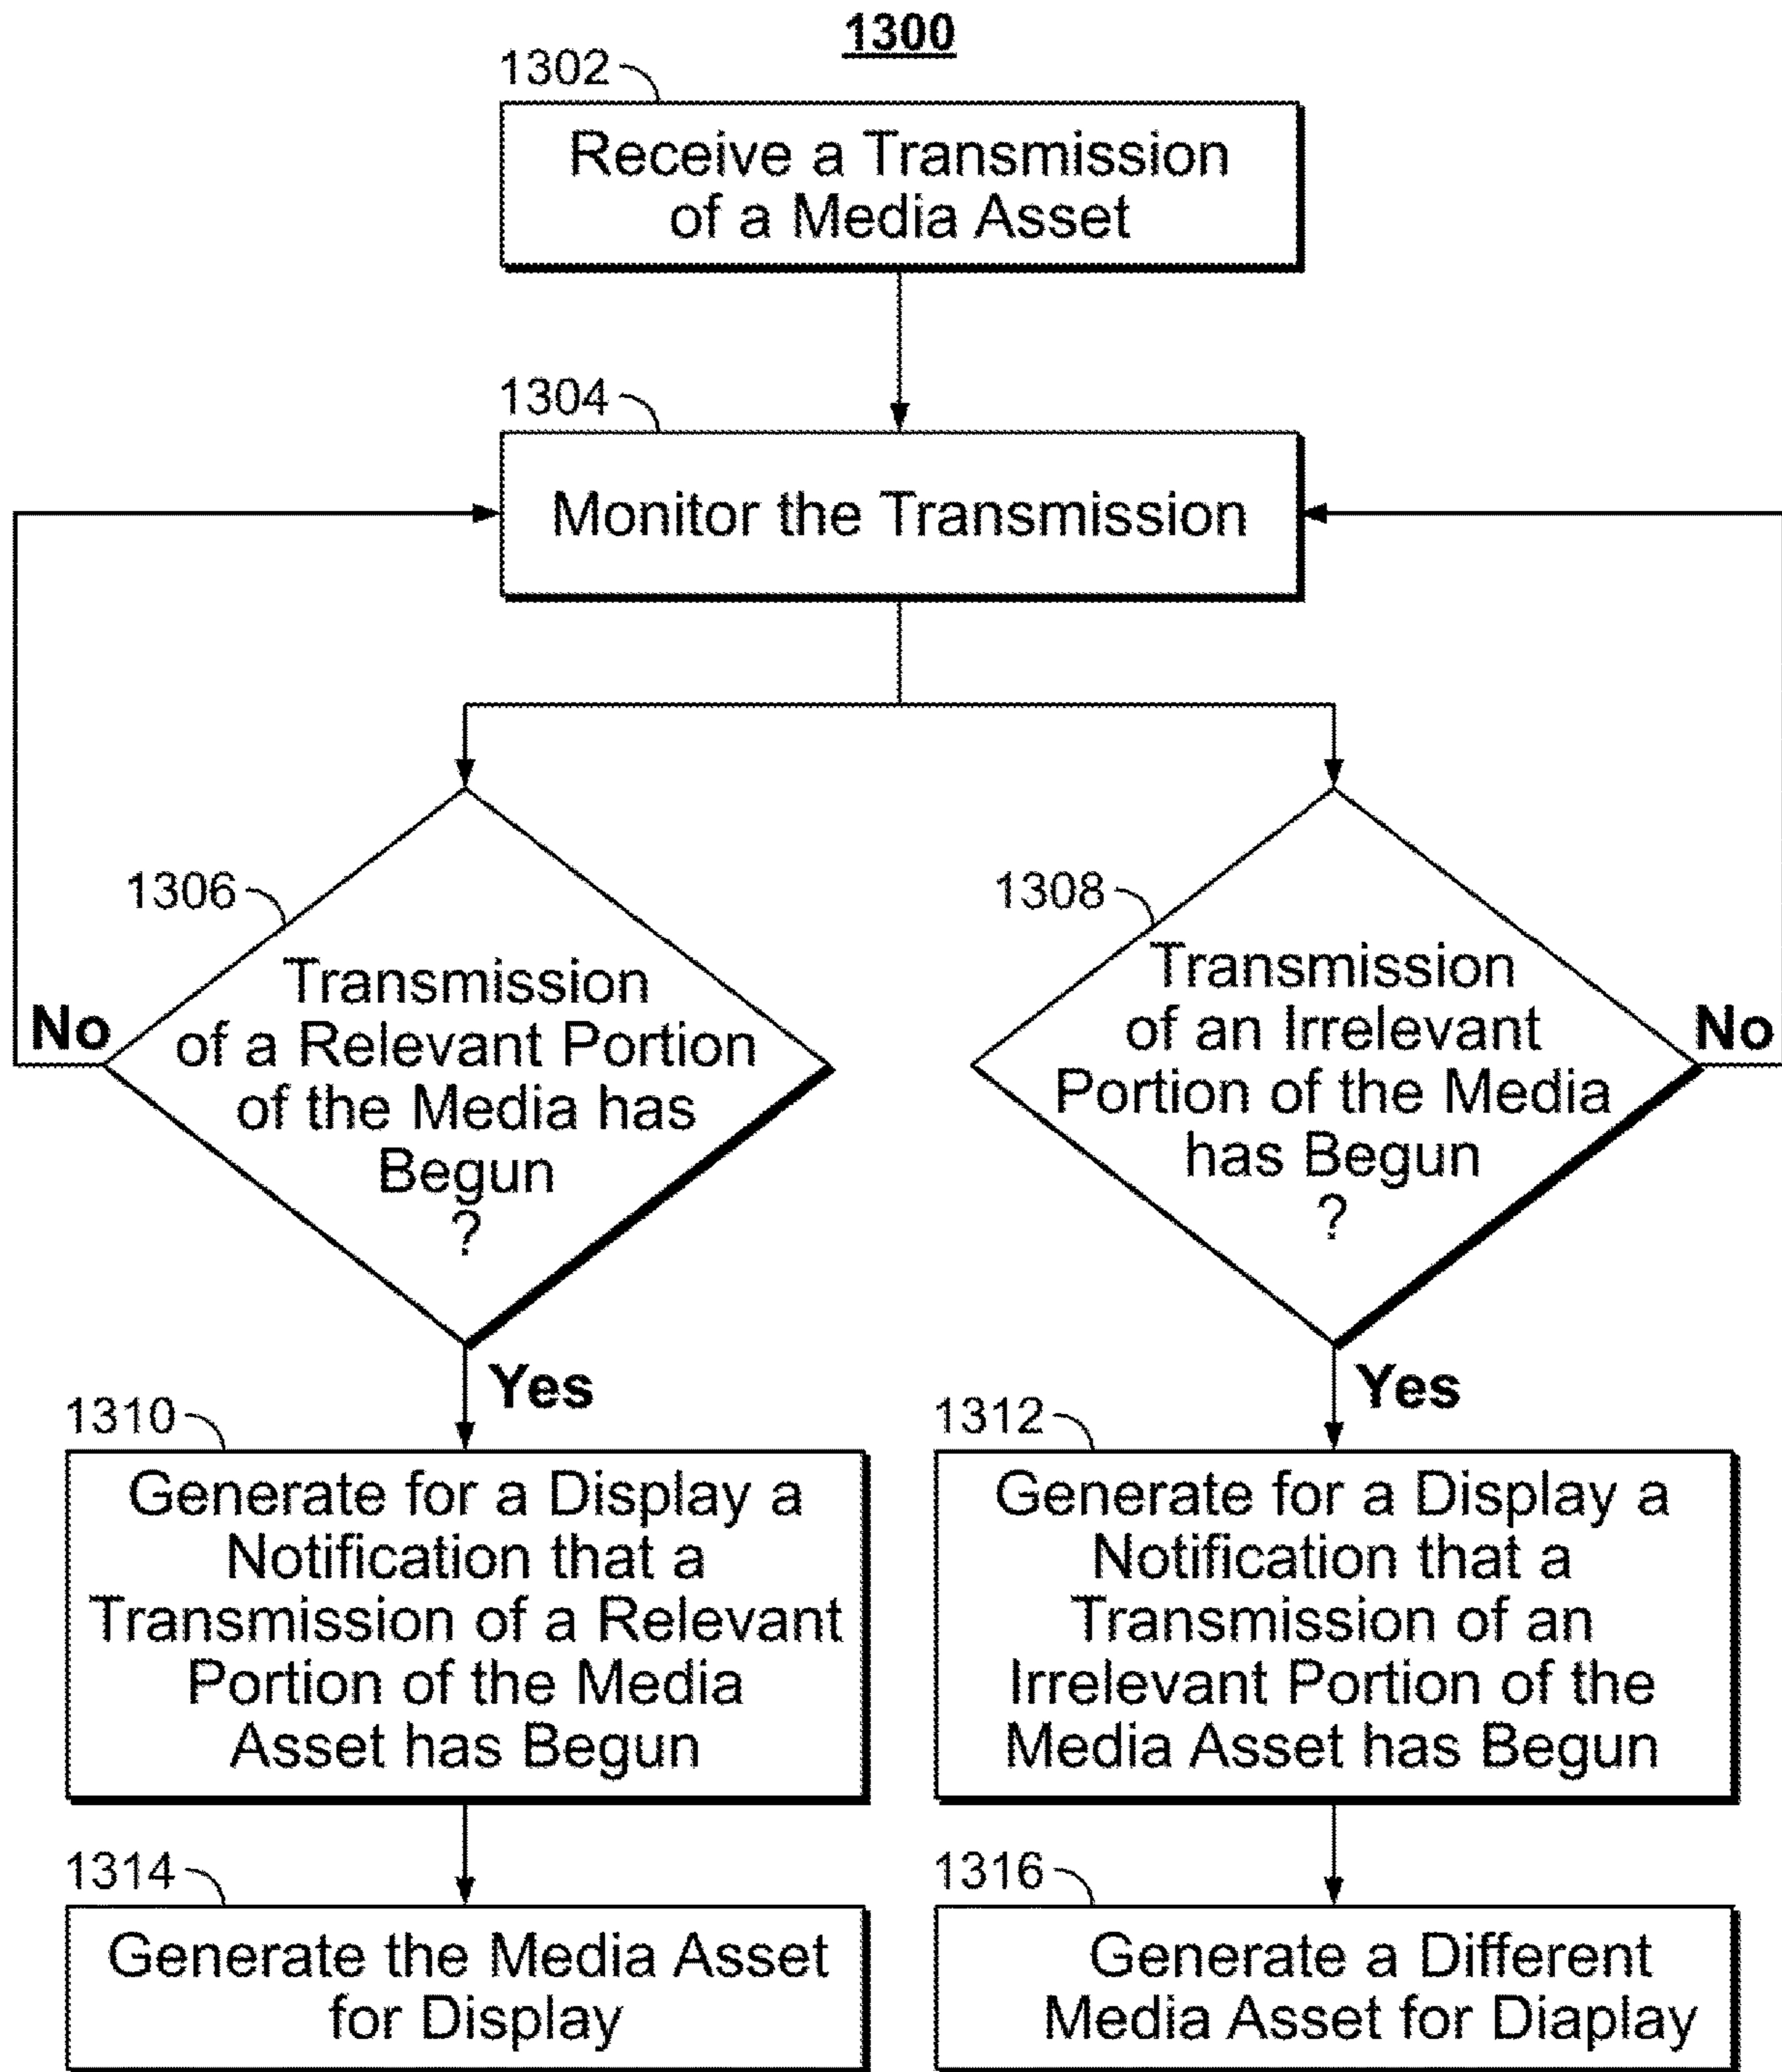 1300
1302
Receive a Transmission
of a Media Asset
1304
Monitor the Transmission
1306
Transmission
of a Relevant Portion
of the Media has
Begun
?
No
Yes
1308
Transmission
of an Irrelevant
Portion of the Media
has Begun
?
No
Yes
1310
Generate for a Display a
Notification that a
Transmission of a Relevant
Portion of the Media
Asset has Begun
1312
Generate for a Display a
Notification that a
Transmission of an
Irrelevant Portion of the
Media Asset has Begun
1314
Generate the Media Asset
for Display
1316
Generate a Different
Media Asset for Diaplay